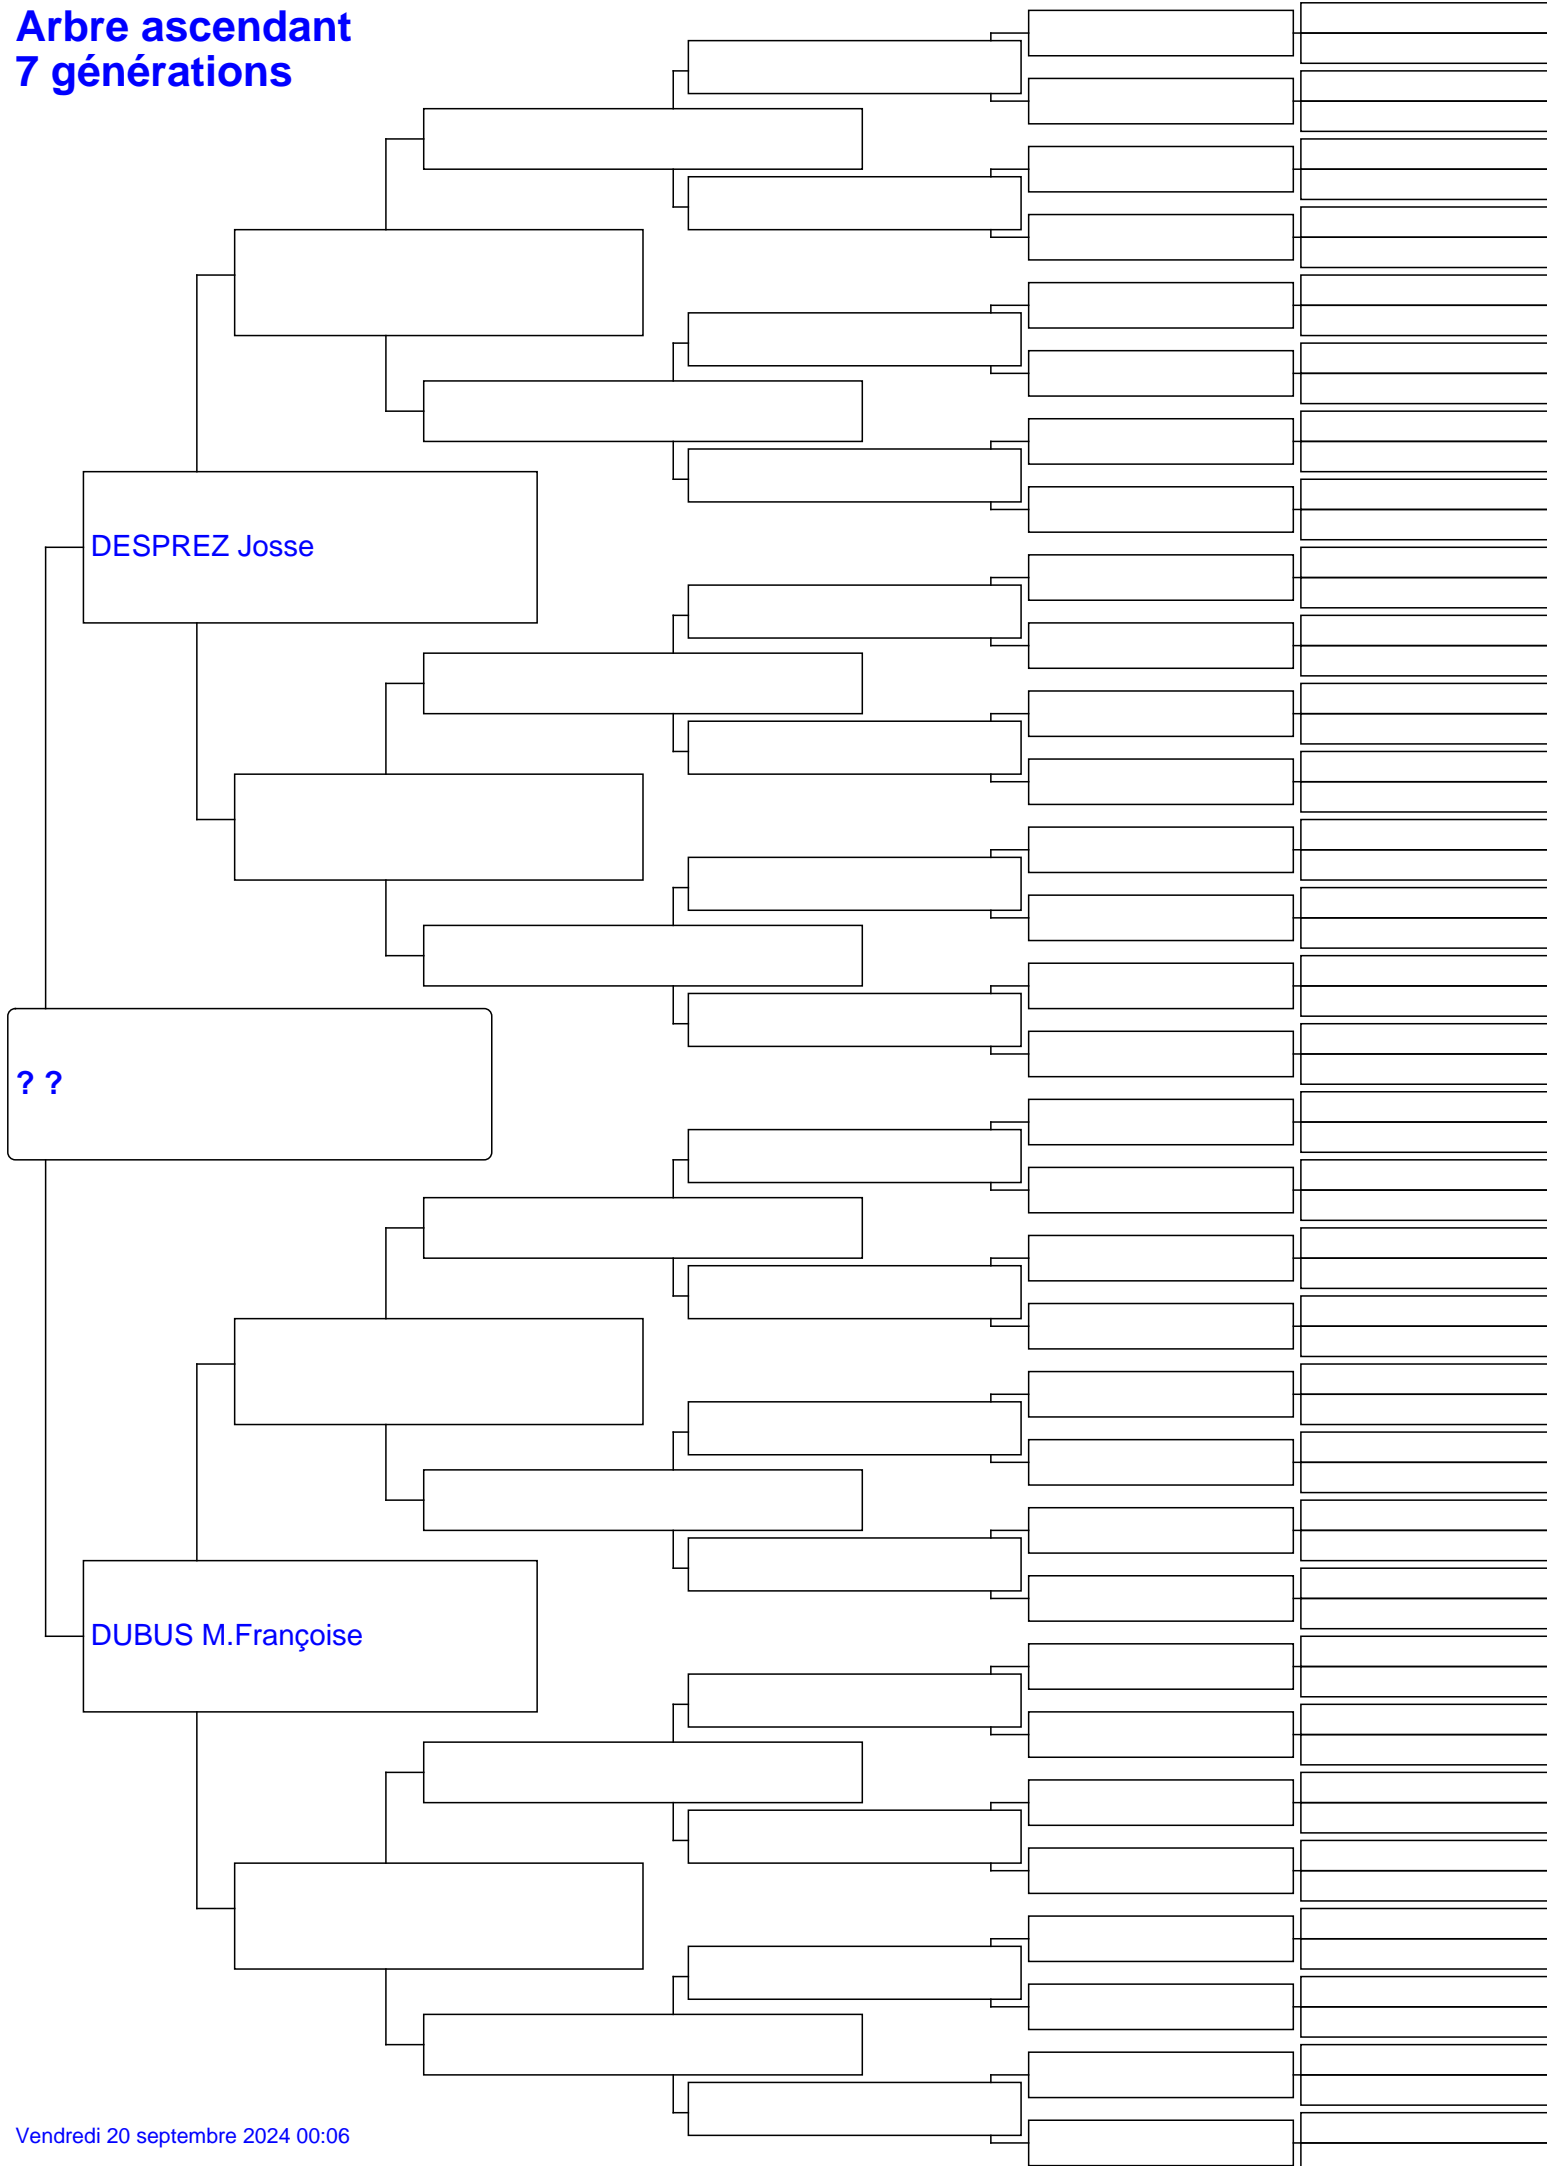 Arbre ascendant
7 générations
DESPREZ Josse
? ?
DUBUS M.Françoise
Vendredi 20 septembre 2024 00:06